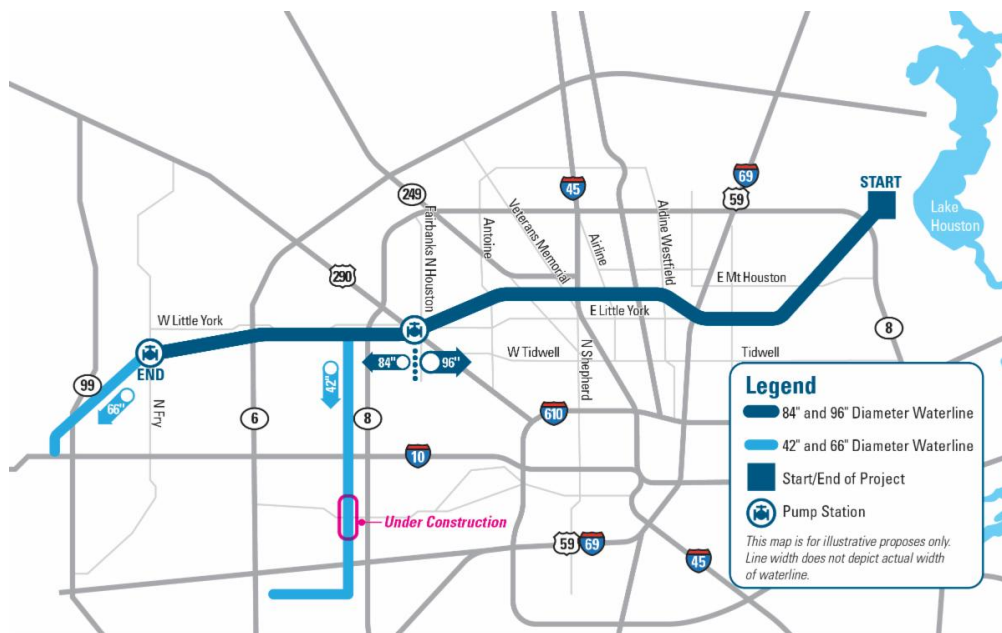 45
69
59
249
START
Lake
Houston
Fairbanks N Houston
Antoine
Veterans Memorial
Airline
Aldine Westfield
290
E Mt Houston
W Little York
E Little York
8
84"
96"
W Tidwell
Tidwell
N Shepherd
END
99
66"
N Fry
42"
6
8
610
10
Under Construction
59
69
45
Legend
84" and 96" Diameter Waterline
42" and 66" Diameter Waterline
Start/End of Project
Pump Station
This map is for illustrative proposes only.
Line width does not depict actual width
of waterline.